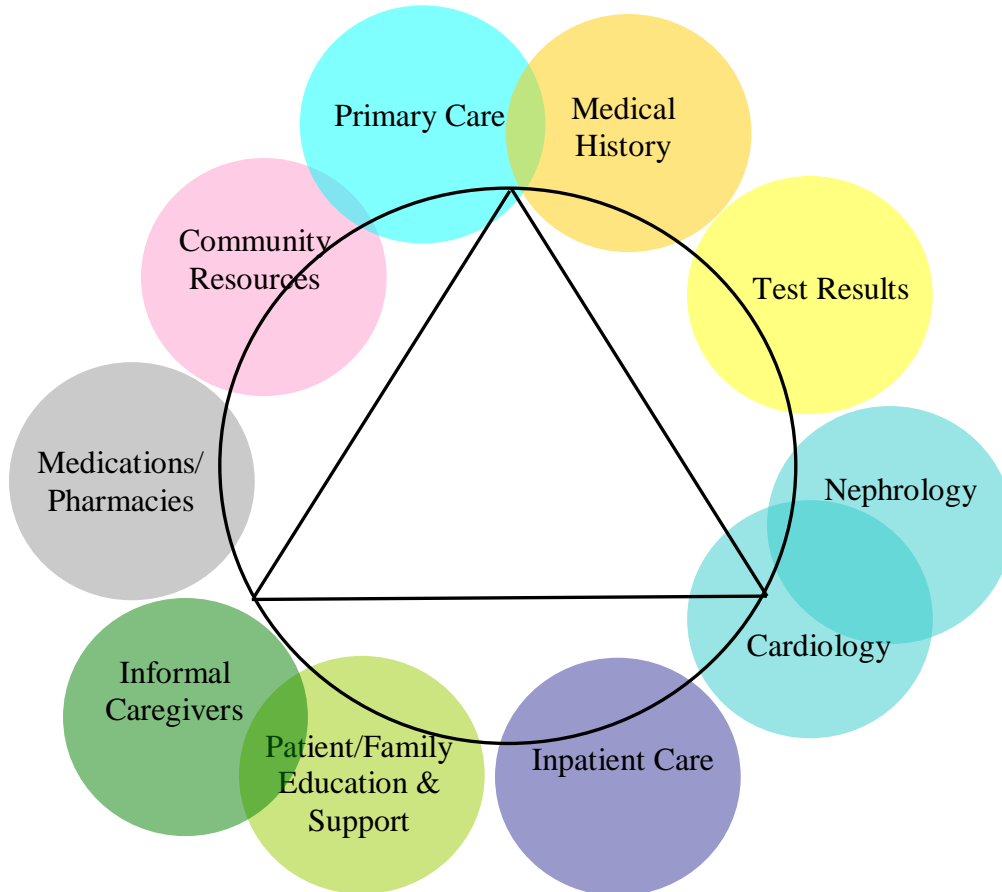 Primary Care
Medical
History
Community
Resources
Test Results
Medications/
Pharmacies
Nephrology
Cardiology
Informal
Caregivers
Patient/Family
Education &
Support
Inpatient Care